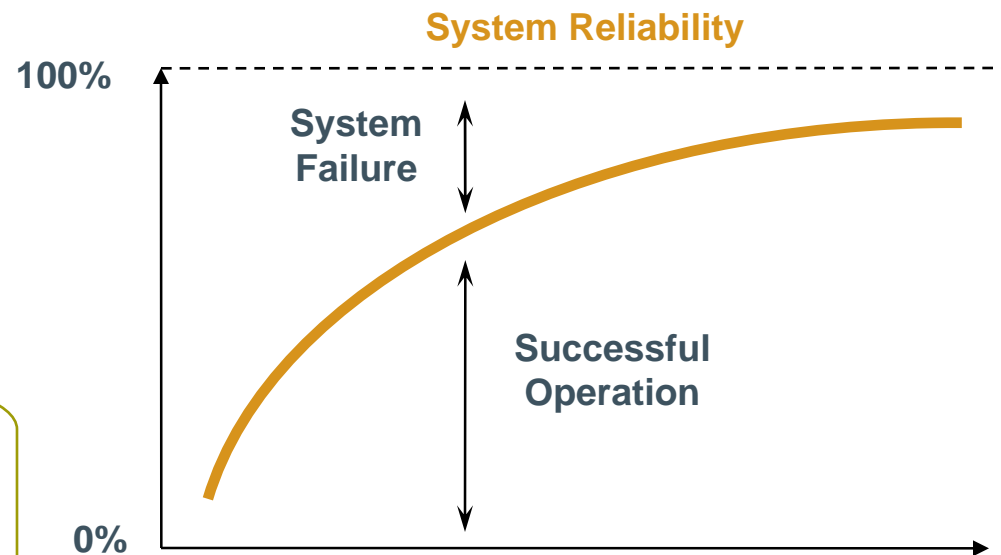 System Reliability
100%
System
Failure
Successful
Operation
0%